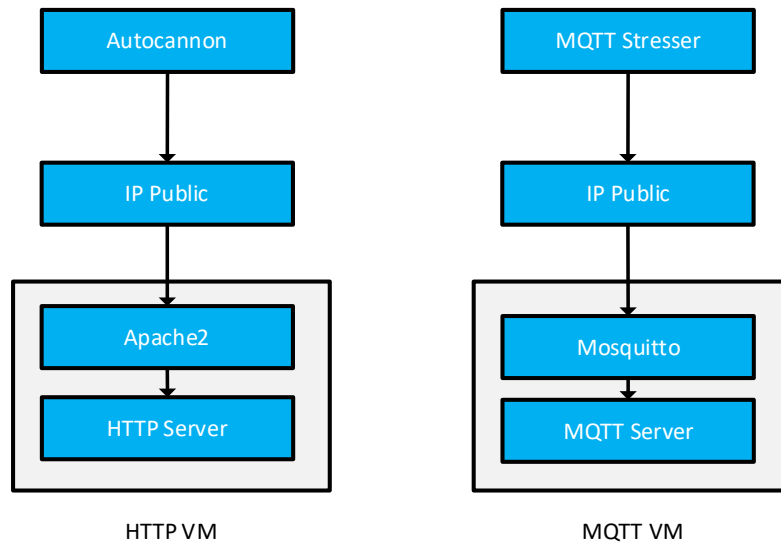 Autocannon
IP Public
Apache2
HTTP Server
HTTP VM
MQTT Stresser
IP Public
Mosquitto
MQTT Server
MQTT VM